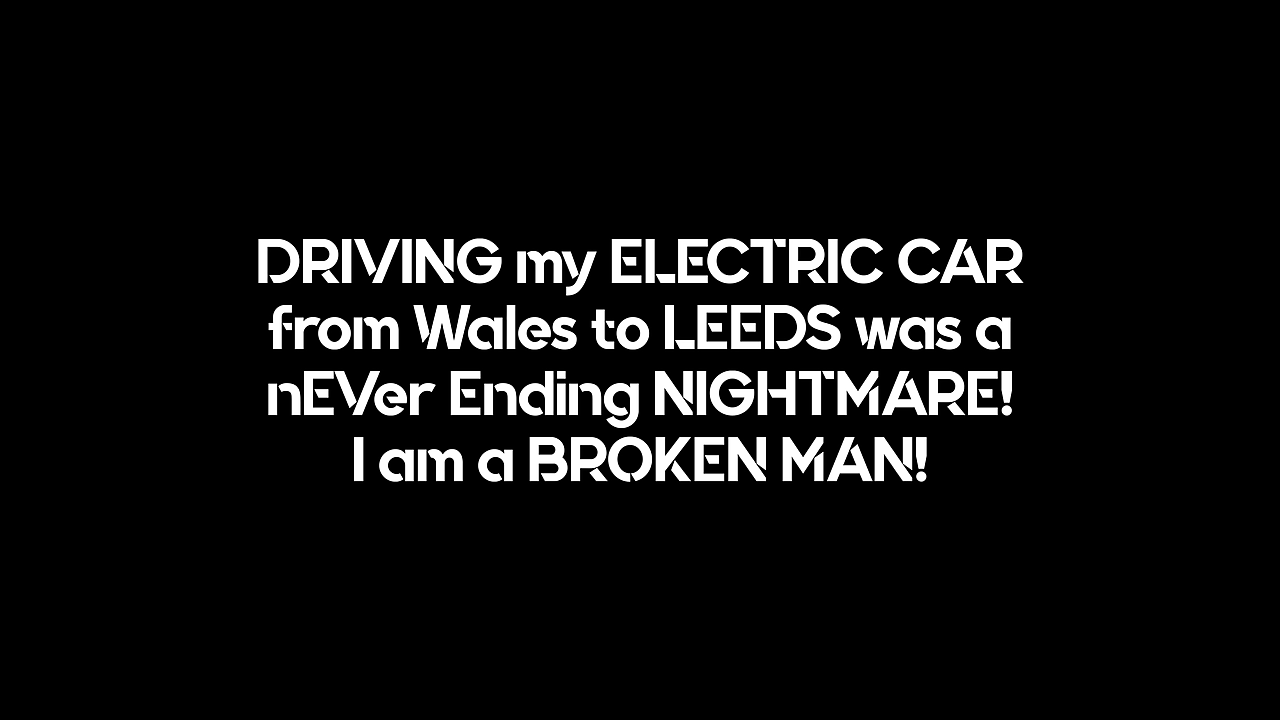 DRIVING my ELECTRIC CAR
from Wales to LEEDS was a
nEVer Ending NIGHTMARE!
I am a BROKEN MAN!